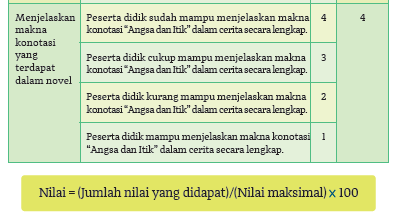 Menjelaskan
makna
konotasi
yang
terdapat
dalam novel
Peserta didik sudah mampu menjelaskan makna
konotasi “Angsa dan Itik” dalam cerita secara lengkap.
4
4
Peserta didik cukup mampu menjelaskan makna
konotasi “Angsa dan Itik” dalam cerita secara lengkap.
3
Peserta didik kurang mampu menjelaskan makna
konotasi “Angsa dan Itik” dalam cerita secara lengkap.
2
Peserta didik mampu menjelaskan makna konotasi
“Angsa dan Itik” dalam cerita secara lengkap.
1
Nilai = (Jumlah nilai yang didapat)/(Nilai maksimal) x 100